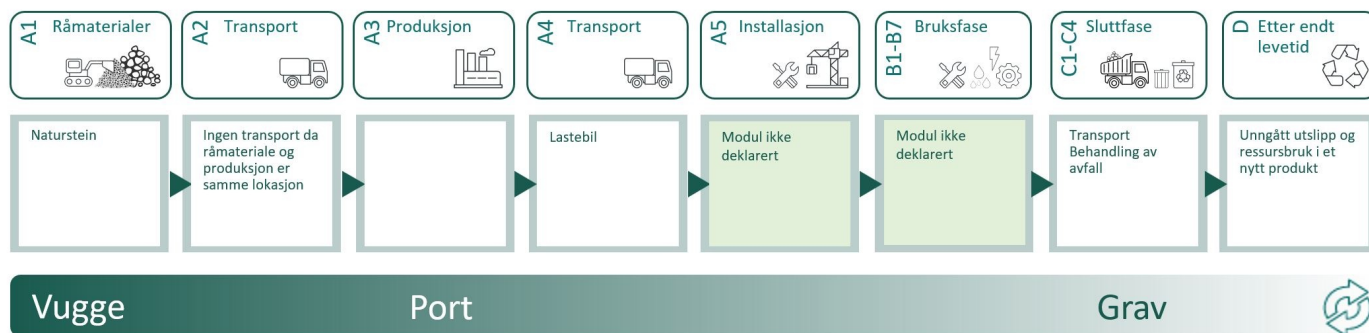 A1 Råmaterialer
A2 Transport
A3 Produksjon
A4 Transport
A5 Installasjon
B1-B7 Bruksfase
C1-C4 Sluttfase
D Etter endt
levetid
Naturstein
Ingen transport da
råmateriale og
produksjon er
samme lokasjon
Lastebil
Modul ikke
deklarert
Modul ikke
deklarert
Transport
Behandling av
avfall
Unngått utslipp og
ressursbruk i et
nytt produkt
Vugge
Port
Grav